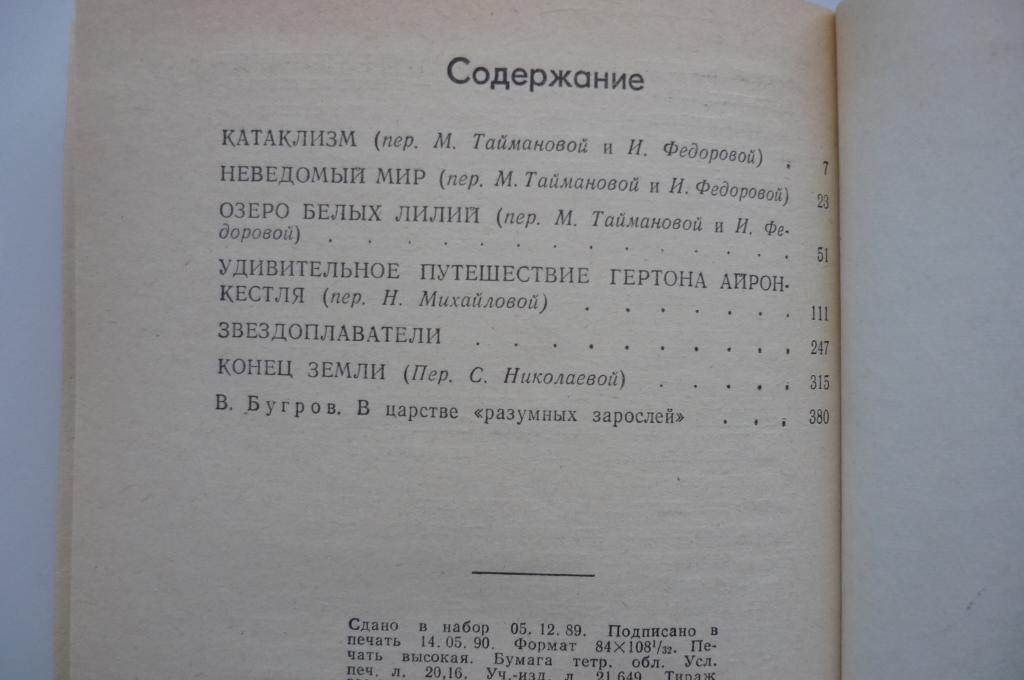 Содержание
КАТАКЛИЗМ (пер. М. Таймановой и И. Федоровой) . 7
НЕВЕДОМЫЙ МИР (пер. М. Таймановой и И. Федоровой) 23
ОЗЕРО БЕЛЫХ ЛИЛИЙ (пер. М. Таймановой и И. Фе-
доровой) . . . . . . . . . . . . . 51
УДИВИТЕЛЬНОЕ ПУТЕШЕСТВИЕ ГЕРТОНА АЙРОН-
КЕСТЛЯ (пер. Н. Михайловой) . . . . . . . 111
ЗВЕЗДОПЛАВАТЕЛИ . . . . . . . . . . 247
КОНЕЦ ЗЕМЛИ (Пер. С. Николаевой) . . . . . 315
В. Бугров. В царстве «разумных зарослей» . . . 380
Сдано в набор 05.12.89. Подписано в
печать 14.05.90. Формат 84×108¹/₃₂. Пе-
чать высокая. Бумага тетр. обл. Усл.
печ. л. 20,16. Уч.-изд. л. 21,649. Тираж